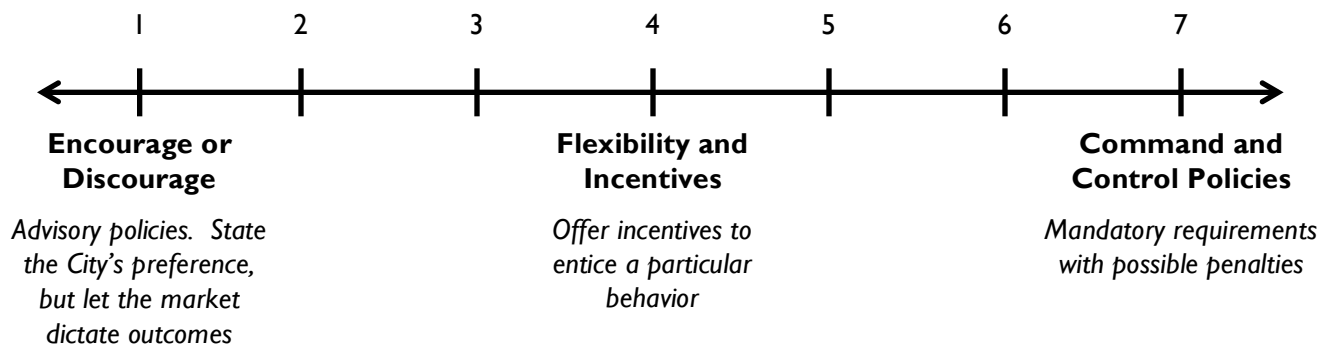 1 2 3 4 5 6 7
Encourage or
Discourage
Advisory policies. State
the City's preference,
but let the market
dictate outcomes
Flexibility and
Incentives
Offer incentives to
entice a particular
behavior
Command and
Control Policies
Mandatory requirements
with possible penalties